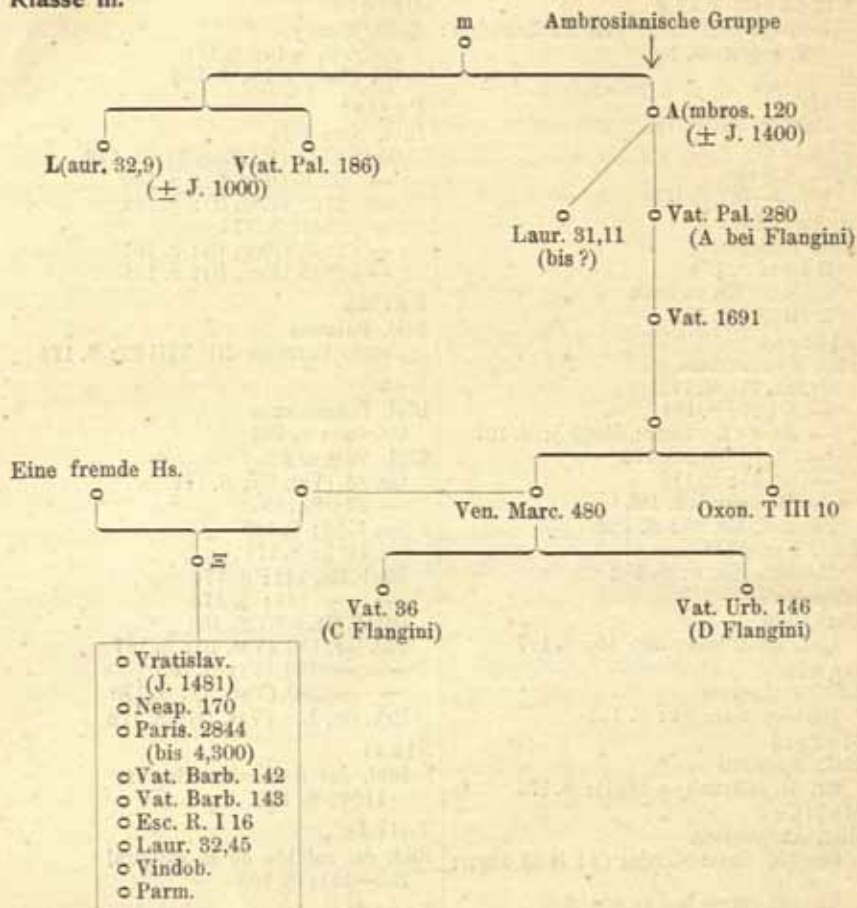 Klasse m.
m
Ambrosianische Gruppe
A(mbros. 120
(± J. 1400)
L(aur. 32,9)
V(at. Pal. 186)
(± J. 1000)
Laur. 31,11
(bis?)
Vat. Pal. 280
(A bei Flangini)
Vat. 1691
Eine fremde Hs.
Ven. Marc. 480
Oxon. T III 10
Ξ
Vat. 36
(C Flangini)
Vat. Urb. 146
(D Flangini)
Vratislav.
(J. 1481)
Neap. 170
Paris. 2844
(bis 4,300)
Vat. Barb. 142
Vat. Barb. 143
Esc. R. I 16
Laur. 32,45
Vindob.
Parm.